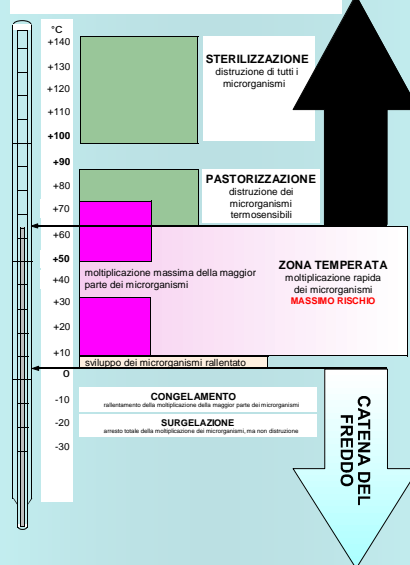 °C
+140
+130
+120
+110
+100
+90
+80
+70
+60
+50
+40
+30
+20
+10
0
-10
-20
-30
STERILIZZAZIONE
distruzione di tutti i
microrganismi
PASTORIZZAZIONE
distruzione dei
microrganismi
termosensibili
ZONA TEMPERATA
moltiplicazione rapida
dei microrganismi
MASSIMO RISCHIO
moltiplicazione massima della maggior
parte dei microrganismi
sviluppo dei microrganismi rallentato
CONGELAMENTO
rallentamento della moltiplicazione della maggior parte dei microrganismi
SURGELAZIONE
arresto totale della moltiplicazione dei microrganismi, ma non distruzione
CATENA DEL
FREDDO